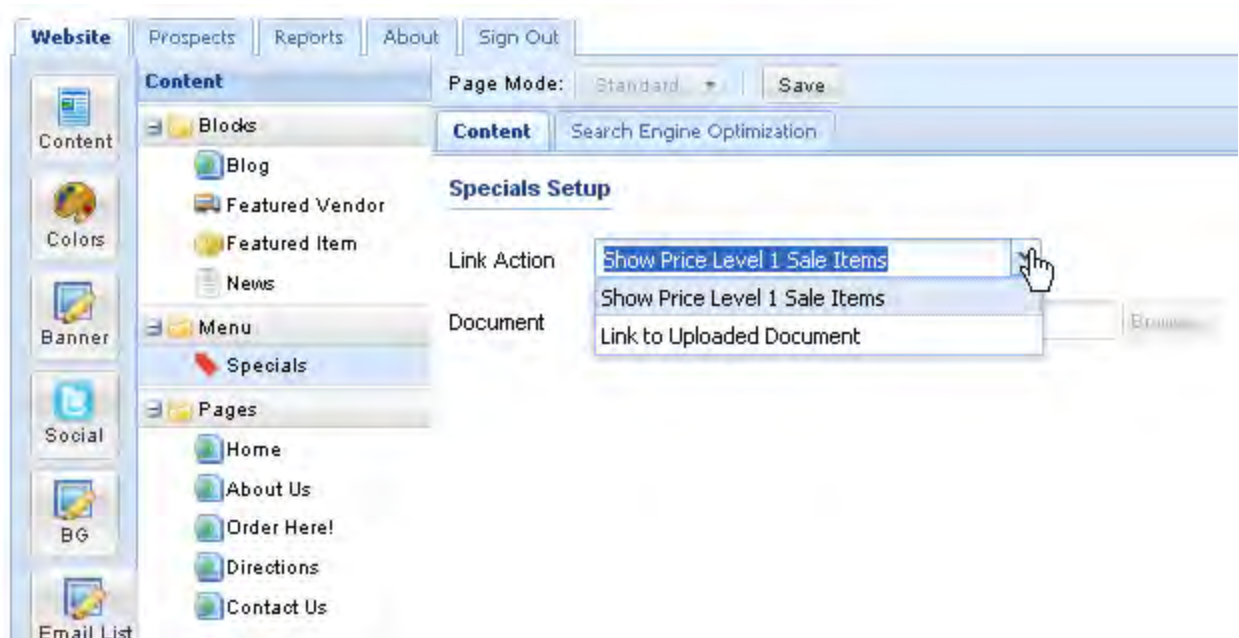 Website Prospects Reports About Sign Out
Content Page Mode: Standard Save
Content
Blocks
Content Search Engine Optimization
Blog
Specials Setup
Featured Vendor
Colors
Featured Item
Link Action Show Price Level 1 Sale Items
News
Show Price Level 1 Sale Items
Banner
Menu
Document
Link to Uploaded Document
Specials
Social
Pages
Home
About Us
BG
Order Here!
Directions
Contact Us
Email List